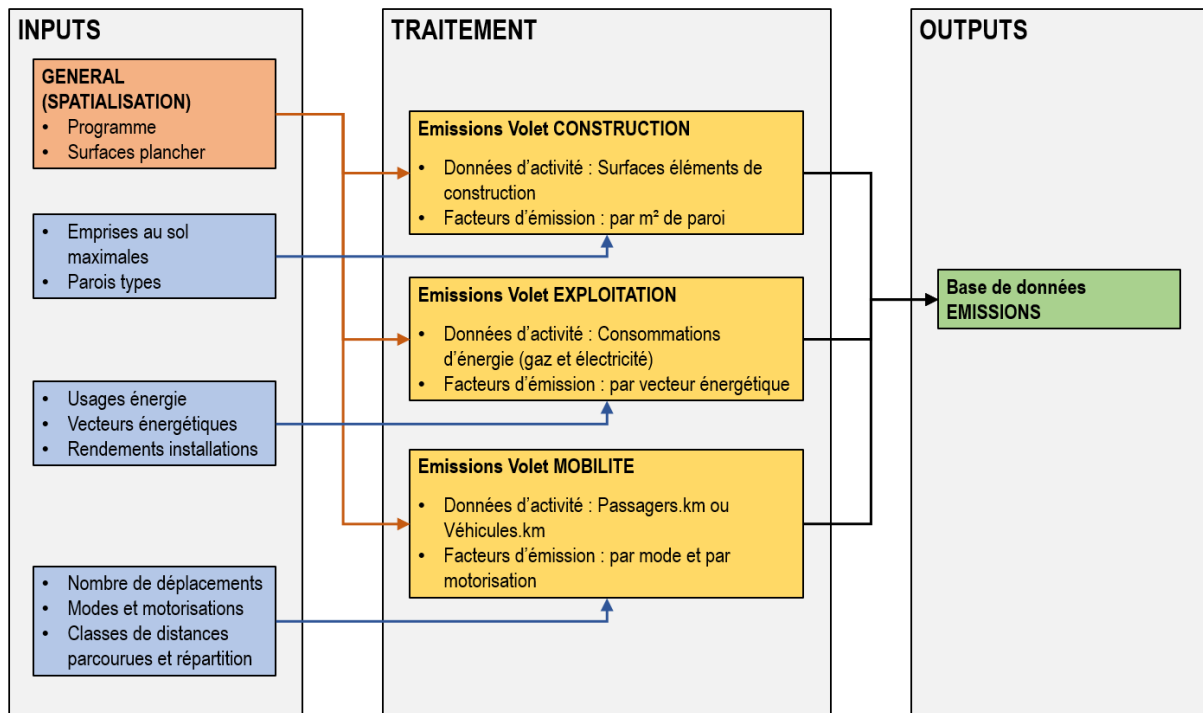 INPUTS
GENERAL
(SPATIALISATION)
• Programme
• Surfaces plancher
• Emprises au sol
maximales
• Parois types
• Usages énergie
• Vecteurs énergétiques
• Rendements installations
• Nombre de déplacements
• Modes et motorisations
• Classes de distances
parcourues et répartition
TRAITEMENT
Emissions Volet CONSTRUCTION
• Données d'activité : Surfaces éléments de
construction
• Facteurs d'émission : par m² de paroi
Emissions Volet EXPLOITATION
• Données d'activité : Consommations
d'énergie (gaz et électricité)
• Facteurs d'émission : par vecteur énergétique
Emissions Volet MOBILITE
• Données d'activité : Passagers.km ou
Véhicules.km
• Facteurs d'émission : par mode et par
motorisation
OUTPUTS
Base de données
EMISSIONS